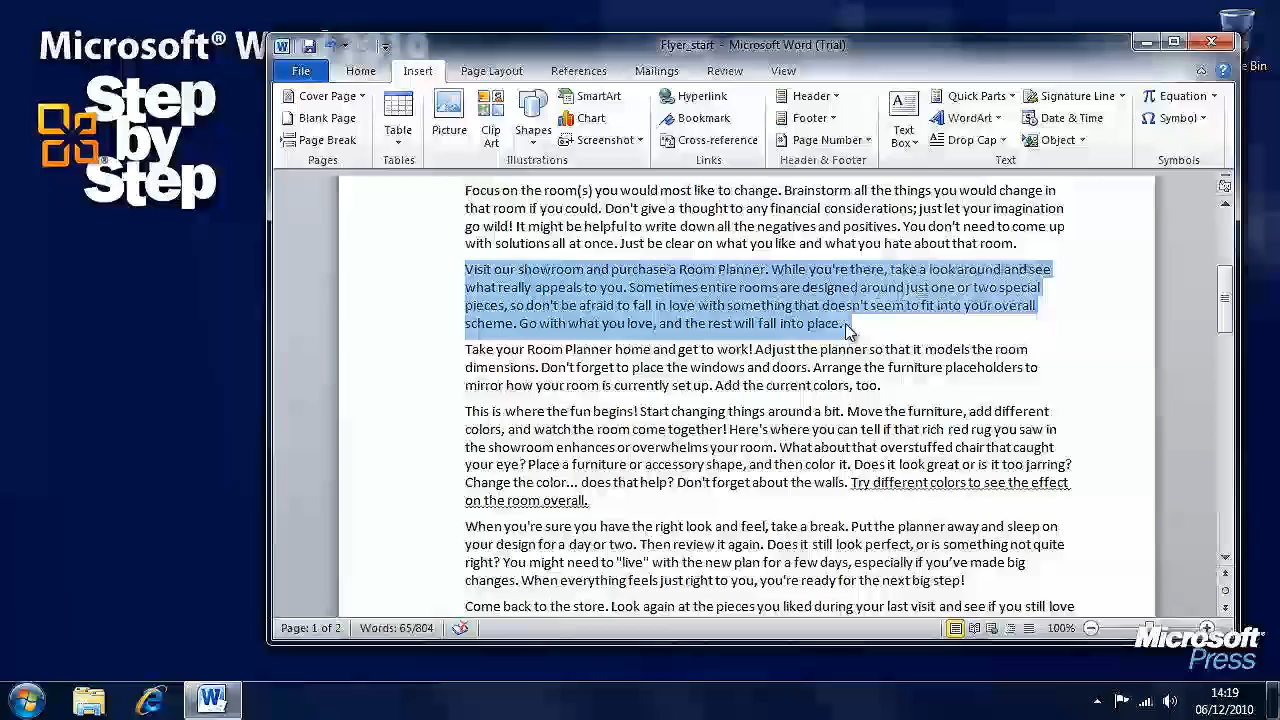 Microsoft® W
Step
by
Step
Flyer_start - Microsoft Word (Trial)
e Bin
File Home Insert Page Layout References Mailings Review View
Cover Page
Blank Page
Page Break
Pages
Table
Tables
Picture
Clip Art
Shapes
SmartArt
Chart
Screenshot
Illustrations
Hyperlink
Bookmark
Cross-reference
Links
Header
Footer
Page Number
Header & Footer
Text Box
Quick Parts
WordArt
Drop Cap
Signature Line
Date & Time
Object
Text
Equation
Symbol
Symbols
Focus on the room(s) you would most like to change. Brainstorm all the things you would change in
that room if you could. Don't give a thought to any financial considerations; just let your imagination
go wild! It might be helpful to write down all the negatives and positives. You don't need to come up
with solutions all at once. Just be clear on what you like and what you hate about that room.
Visit our showroom and purchase a Room Planner. While you're there, take a look around and see
what really appeals to you. Sometimes entire rooms are designed around just one or two special
pieces, so don't be afraid to fall in love with something that doesn't seem to fit into your overall
scheme. Go with what you love, and the rest will fall into place.
Take your Room Planner home and get to work! Adjust the planner so that it models the room
dimensions. Don't forget to place the windows and doors. Arrange the furniture placeholders to
mirror how your room is currently set up. Add the current colors, too.
This is where the fun begins! Start changing things around a bit. Move the furniture, add different
colors, and watch the room come together! Here's where you can tell if that rich red rug you saw in
the showroom enhances or overwhelms your room. What about that overstuffed chair that caught
your eye? Place a furniture or accessory shape, and then color it. Does it look great or is it too jarring?
Change the color... does that help? Don't forget about the walls. Try different colors to see the effect
on the room overall.
When you're sure you have the right look and feel, take a break. Put the planner away and sleep on
your design for a day or two. Then review it again. Does it still look perfect, or is something not quite
right? You might need to "live" with the new plan for a few days, especially if you've made big
changes. When everything feels just right to you, you're ready for the next big step!
Come back to the store. Look again at the pieces you liked during your last visit and see if you still love
Page: 1 of 2 Words: 65/804 100%
Microsoft
Press
14:19
06/12/2010